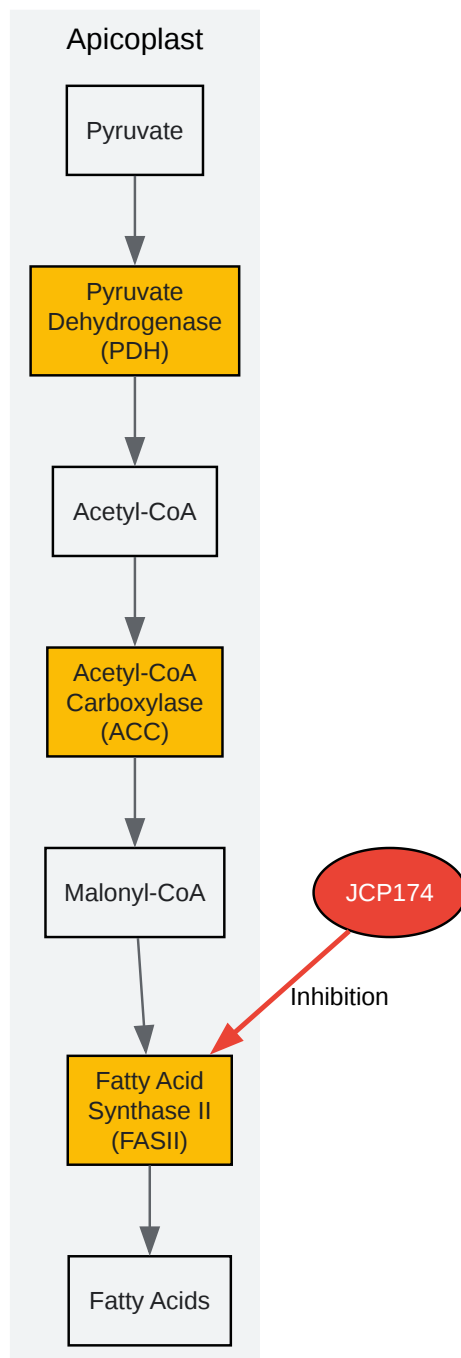 Apicoplast
Pyruvate
Pyruvate
Dehydrogenase
(PDH)
Acetyl-CoA
Acetyl-CoA
Carboxylase
(ACC)
Malonyl-CoA
JCP174
Inhibition
Fatty Acid
Synthase II
(FASII)
Fatty Acids